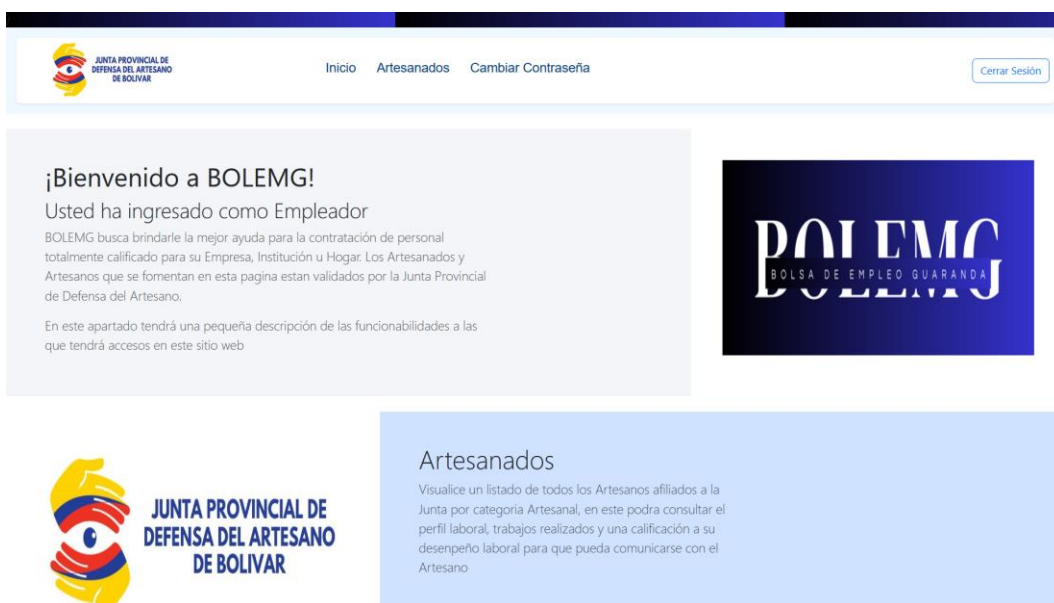 JUNTA PROVINCIAL DE
DEFENSA DEL ARTESANO
DE BOLIVAR
Inicio Artesanados Cambiar Contraseña
Cerrar Sesión
¡Bienvenido a BOLEMG!
Usted ha ingresado como Empleador
BOLEMG busca brindarle la mejor ayuda para la contratación de personal
totalmente calificado para su Empresa, Institución u Hogar. Los Artesanados y
Artesanos que se fomentan en esta pagina estan validados por la Junta Provincial
de Defensa del Artesano.
En este apartado tendrá una pequeña descripción de las funcionabilidades a las
que tendrá accesos en este sitio web
BOLEMG
BOLSA DE EMPLEO GUARANDA
JUNTA PROVINCIAL DE
DEFENSA DEL ARTESANO
DE BOLIVAR
Artesanados
Visualice un listado de todos los Artesanos afiliados a la
Junta por categoria Artesanal, en este podra consultar el
perfil laboral, trabajos realizados y una calificación a su
desenpeño laboral para que pueda comunicarse con el
Artesano